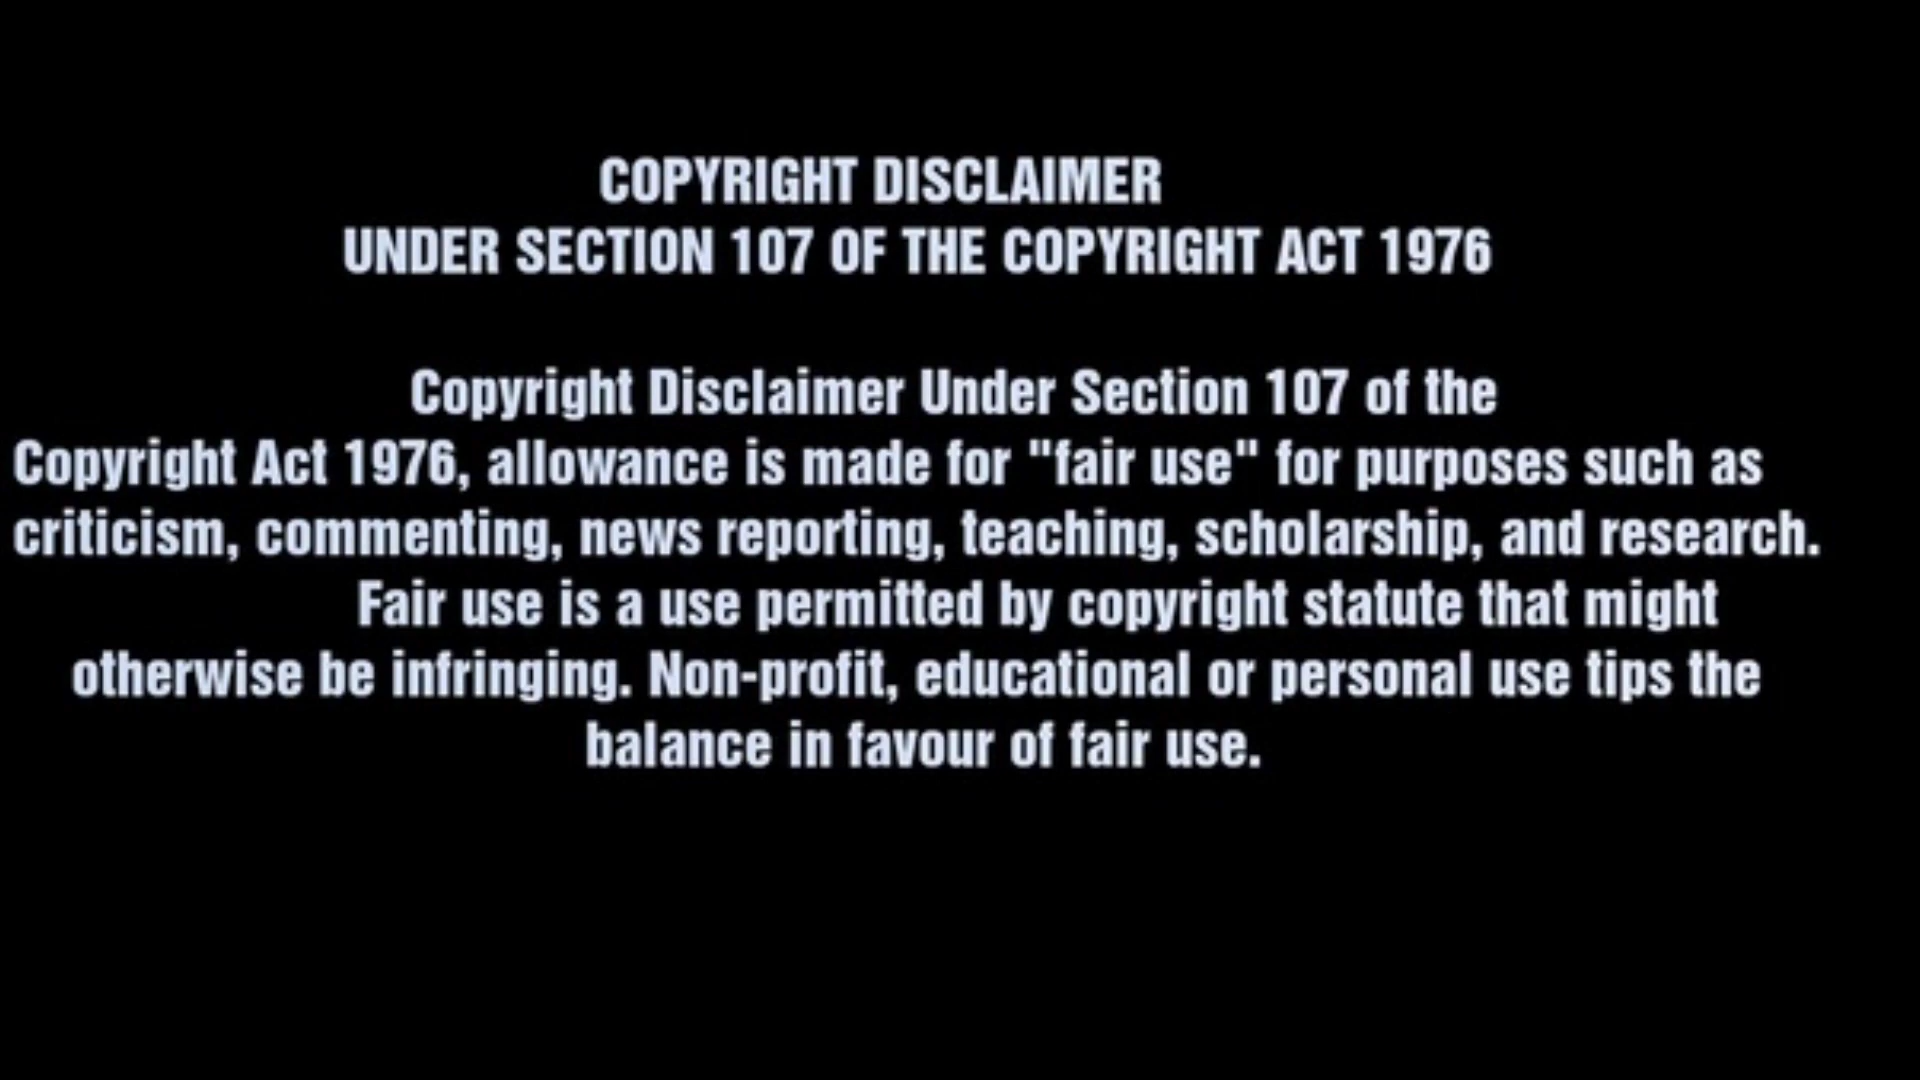 COPYRIGHT DISCLAIMER
UNDER SECTION 107 OF THE COPYRIGHT ACT 1976
Copyright Disclaimer Under Section 107 of the
Copyright Act 1976, allowance is made for "fair use" for purposes such as
criticism, commenting, news reporting, teaching, scholarship, and research.
Fair use is a use permitted by copyright statute that might
otherwise be infringing. Non-profit, educational or personal use tips the
balance in favour of fair use.